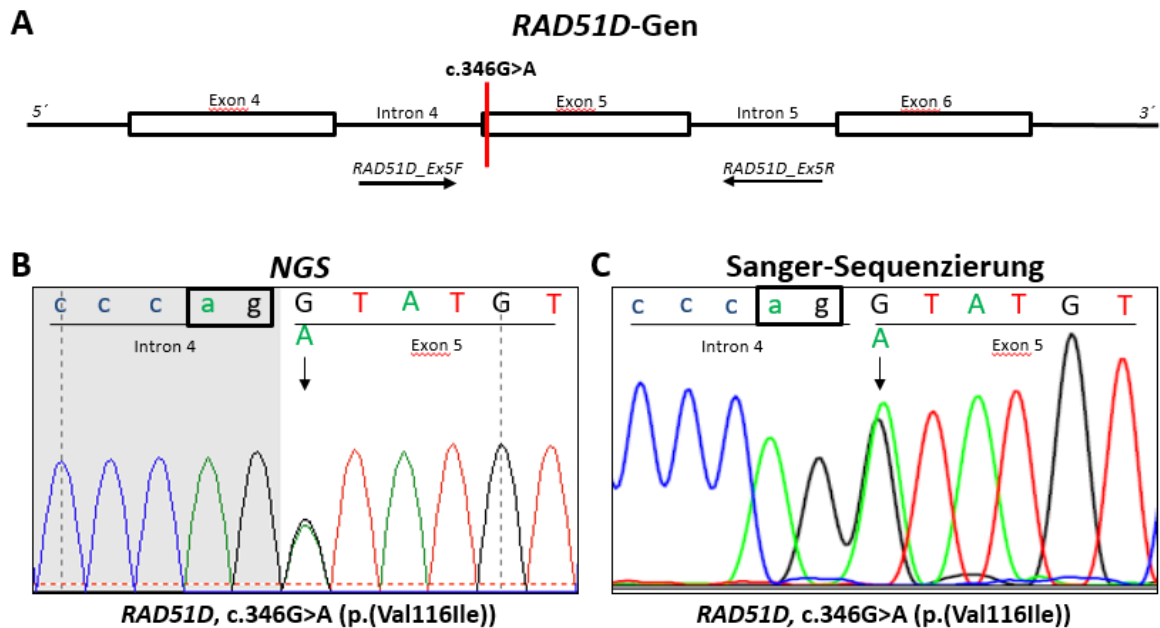 A
RAD51D-Gen
c.346G>A
5´ Exon 4 Intron 4 Exon 5 Intron 5 Exon 6 3´
RAD51D_Ex5F RAD51D_Ex5R
B NGS
c c c a g G T A T G T
A
Intron 4 Exon 5
RAD51D, c.346G>A (p.(Val116Ile))
C Sanger-Sequenzierung
c c c a g G T A T G T
A
Intron 4 Exon 5
RAD51D, c.346G>A (p.(Val116Ile))